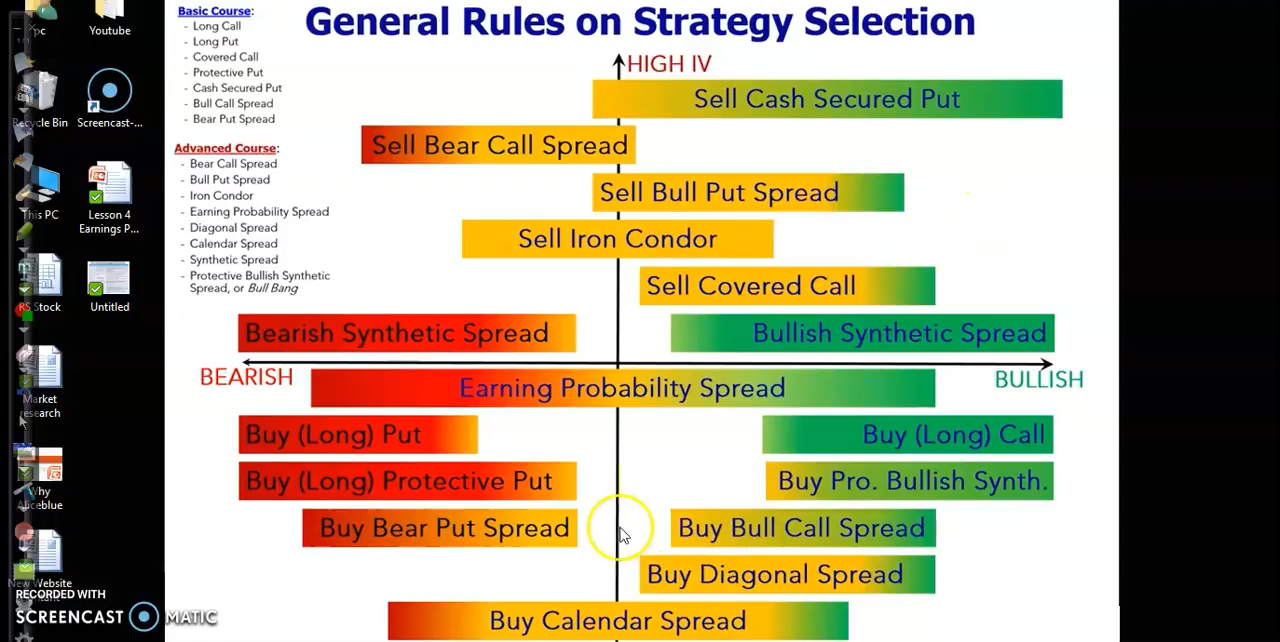 General Rules on Strategy Selection
Basic Course:
- Long Call
- Long Put
- Covered Call
- Protective Put
- Cash Secured Put
- Bull Call Spread
- Bear Put Spread
Advanced Course:
- Bear Call Spread
- Bull Put Spread
- Iron Condor
- Earning Probability Spread
- Diagonal Spread
- Calendar Spread
- Synthetic Spread
- Protective Bullish Synthetic
Spread, or Bull Bang
HIGH IV
Sell Cash Secured Put
Sell Bear Call Spread
Sell Bull Put Spread
Sell Iron Condor
Sell Covered Call
Bearish Synthetic Spread
Bullish Synthetic Spread
BEARISH
BULLISH
Earning Probability Spread
Buy (Long) Put
Buy (Long) Call
Buy (Long) Protective Put
Buy Pro. Bullish Synth.
Buy Bear Put Spread
Buy Bull Call Spread
Buy Diagonal Spread
Buy Calendar Spread
pc
Youtube
Recycle Bin
Screencast-...
This PC
Lesson 4
Earnings P...
RS Stock
Untitled
Market
research
Why
Aliceblue
New Website
RECORDED WITH
SCREENCAST MATIC